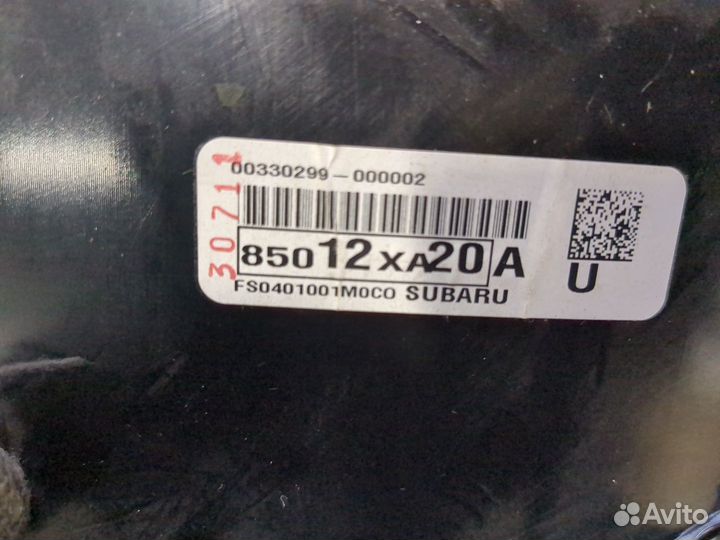 00330299-000002
30711
85012XA20A
U
FS0401001M0C0 SUBARU
Avito